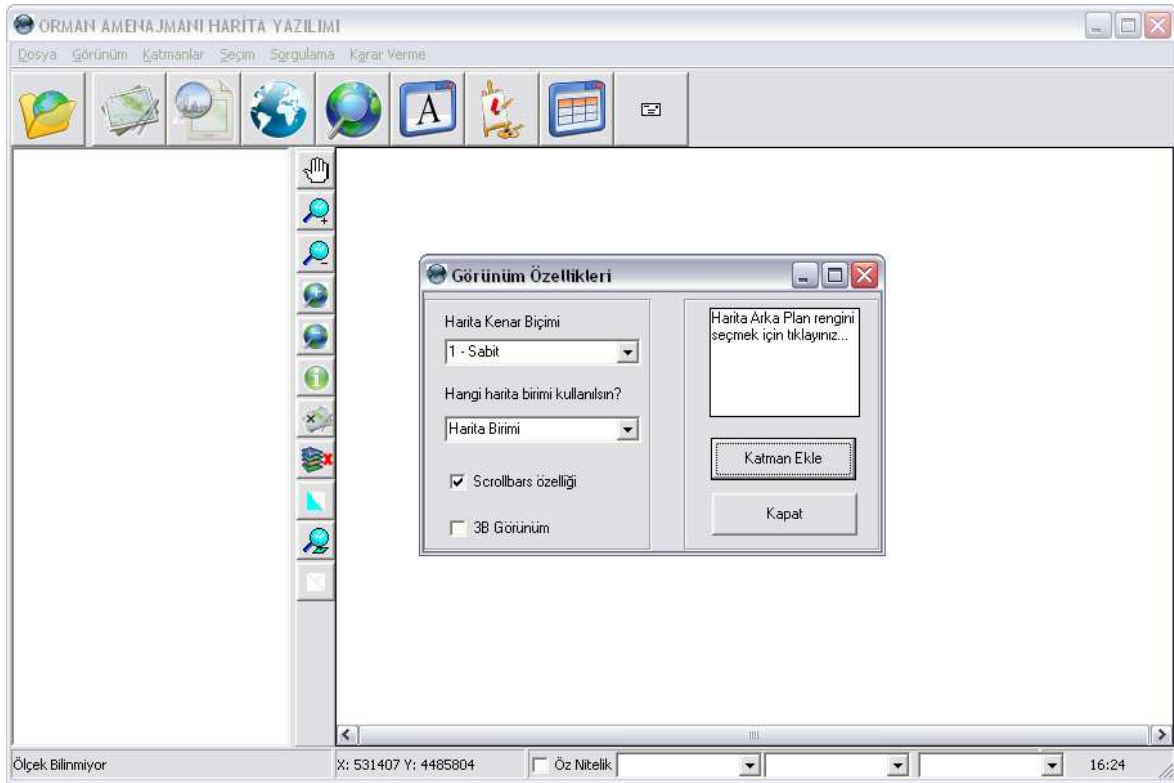 ORMAN AMENAJMANI HARİTA YAZILIMI
Dosya Görünüm Katmanlar Seçim Sorgulama Karar Verme
A
Görünüm Özellikleri
Harita Kenar Biçimi
1 - Sabit
Hangi harita birimi kullanılsın?
Harita Birimi
Scrollbars özelliği
3B Görünüm
Harita Arka Plan rengini
seçmek için tıklayınız...
Katman Ekle
Kapat
Ölçek Bilinmiyor X: 531407 Y: 4485804 Öz Nitelik 16:24